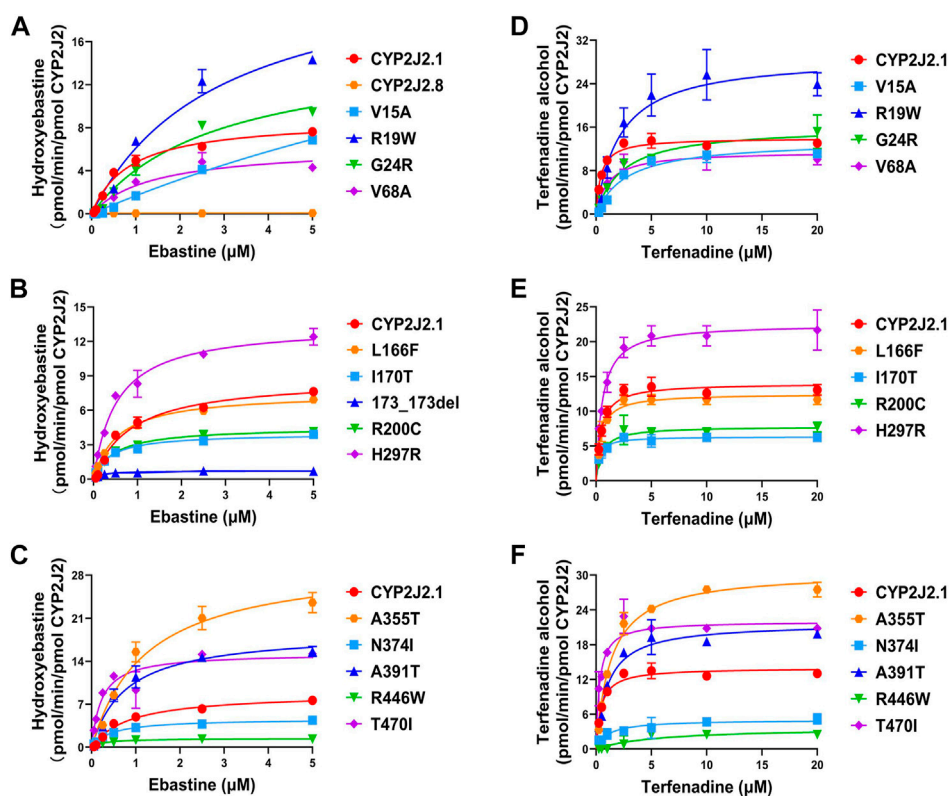 A
Hydroxyebastine
(pmol/min/pmol CYP2J2)
16
12
8
4
0
0
1
2
3
4
5
Ebastine (μM)
CYP2J2.1
CYP2J2.8
V15A
R19W
G24R
V68A
D
Terfenadine alcohol
(pmol/min/pmol CYP2J2)
32
24
16
8
0
0
5
10
15
20
Terfenadine (μM)
CYP2J2.1
V15A
R19W
G24R
V68A
B
Hydroxyebastine
(pmol/min/pmol CYP2J2)
15
12
9
6
3
0
0
1
2
3
4
5
Ebastine (μM)
CYP2J2.1
L166F
I170T
173_173del
R200C
H297R
E
Terfenadine alcohol
(pmol/min/pmol CYP2J2)
25
20
15
10
5
0
0
5
10
15
20
Terfenadine (μM)
CYP2J2.1
L166F
I170T
R200C
H297R
C
Hydroxyebastine
(pmol/min/pmol CYP2J2)
28
21
14
7
0
0
1
2
3
4
5
Ebastine (μM)
CYP2J2.1
A355T
N374I
A391T
R446W
T470I
F
Terfenadine alcohol
(pmol/min/pmol CYP2J2)
30
24
18
12
6
0
0
5
10
15
20
Terfenadine (μM)
CYP2J2.1
A355T
N374I
A391T
R446W
T470I